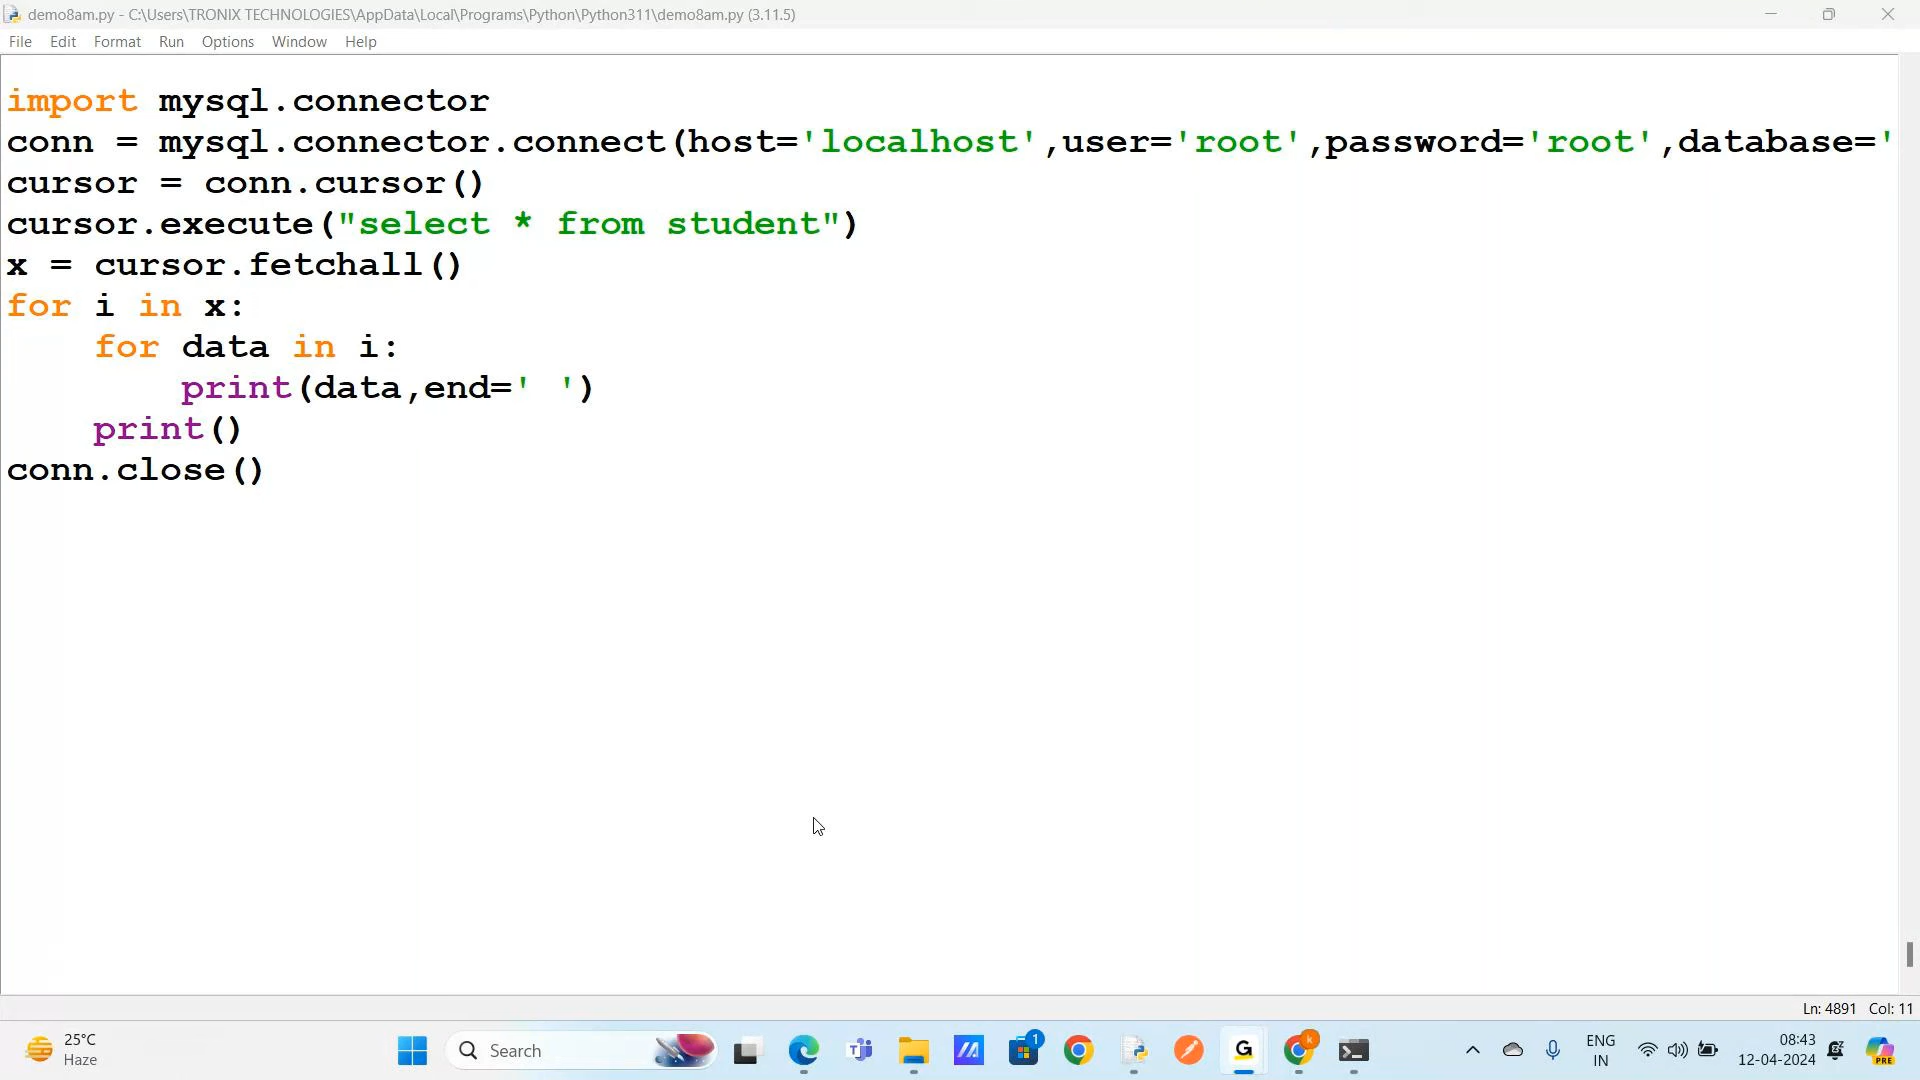 demo8am.py - C:\Users\TRONIX TECHNOLOGIES\AppData\Local\Programs\Python\Python311\demo8am.py (3.11.5)
File Edit Format Run Options Window Help
import mysql.connector
conn = mysql.connector.connect(host='localhost',user='root',password='root',database='
cursor = conn.cursor()
cursor.execute("select * from student")
x = cursor.fetchall()
for i in x:
    for data in i:
        print(data,end=' ')
    print()
conn.close()
Ln: 4891 Col: 11
25°C
Haze
Search
1
G
k
PRE
ENG
IN
08:43
12-04-2024